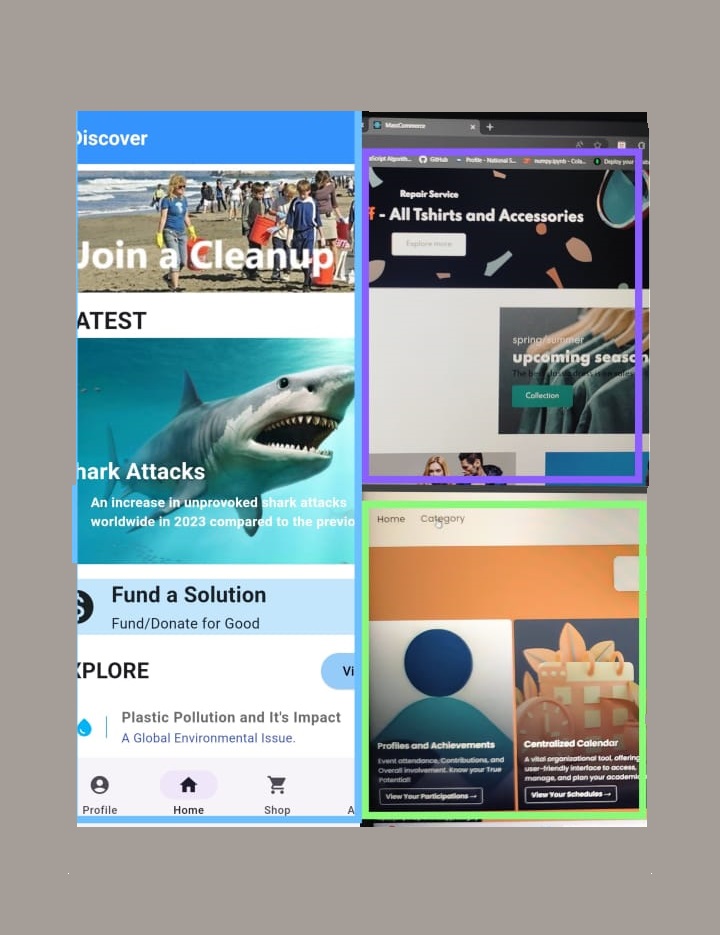 Discover
Join a Cleanup
ATEST
hark Attacks
An increase in unprovoked shark attacks
worldwide in 2023 compared to the previo
Fund a Solution
Fund/Donate for Good
XPLORE
Vi
Plastic Pollution and It's Impact
A Global Environmental Issue.
Profile
Home
Shop
A
MassCommerce
aScript Algorith...
GitHub
Profile - National S...
numpy.ipynb - Cola...
Deploy your
Repair Service
f - All Tshirts and Accessories
Explore more
spring/summer
upcoming season
The
Collection
Home Category
Profiles and Achievements
Event attendance, Contributions, and
Overall involvement. Know your True
Potential!
View Your Participations →
Centralized Calendar
A vital organizational tool, offering
user-friendly interface to access,
manage, and plan your academic
View Your Schedules →